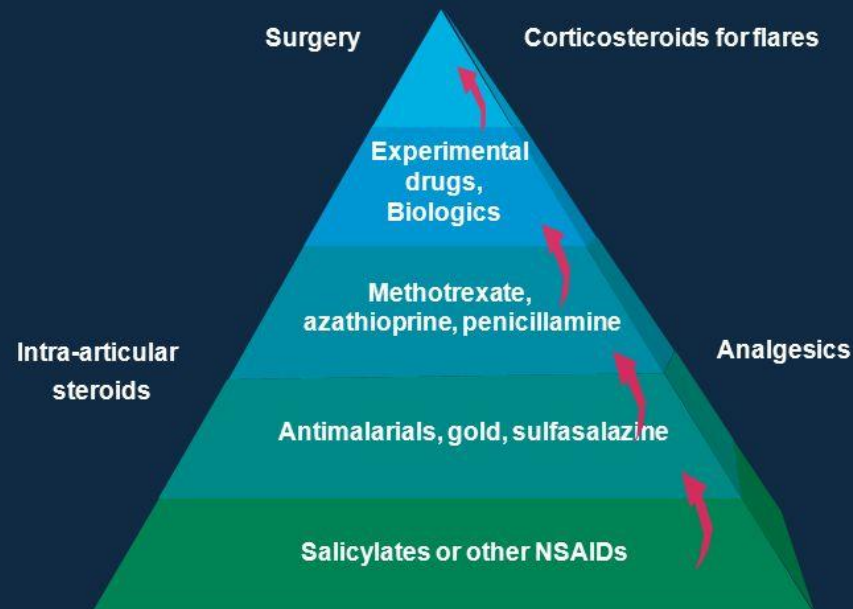 Surgery
Corticosteroids for flares
Experimental
drugs,
Biologics
Methotrexate,
azathioprine, penicillamine
Intra-articular
steroids
Analgesics
Antimalarials, gold, sulfasalazine
Salicylates or other NSAIDs